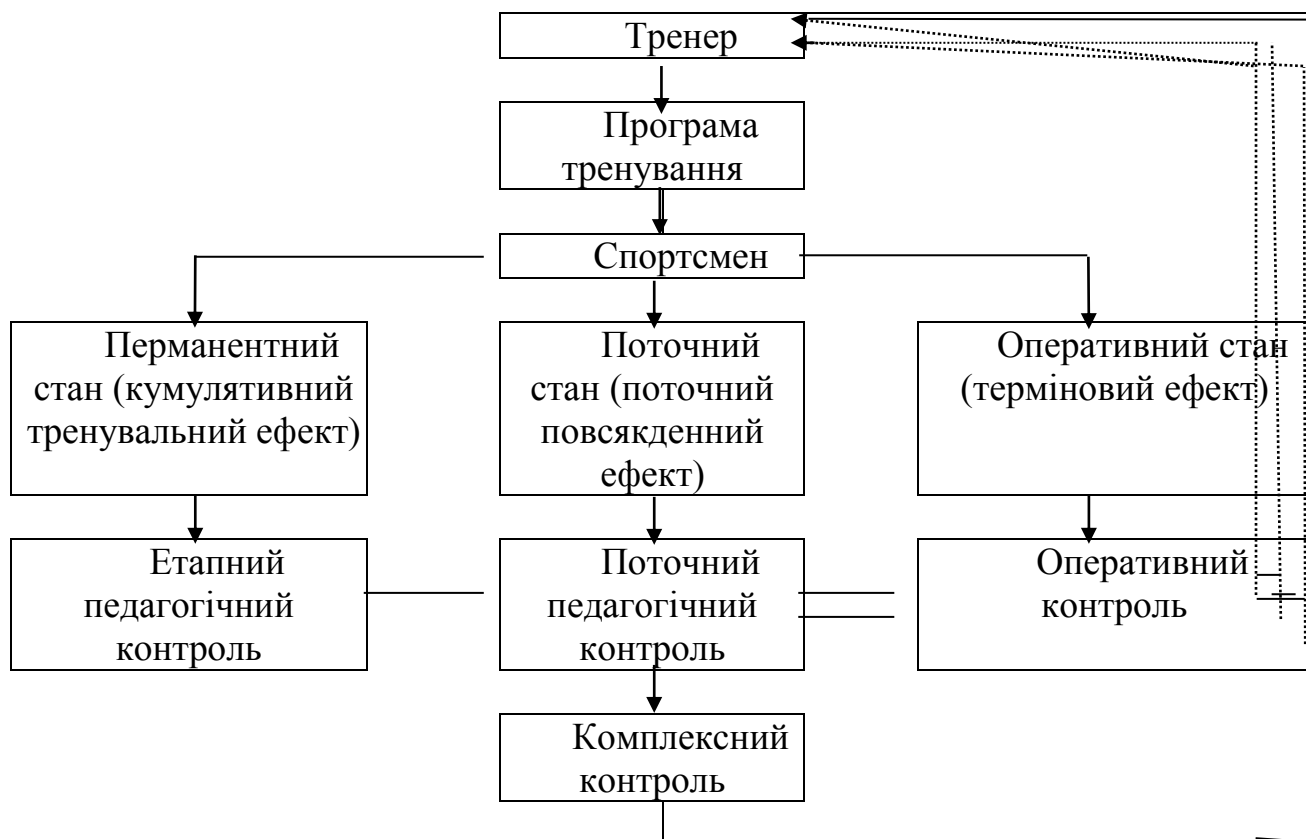 Тренер
Програма
тренування
Спортсмен
Перманентний
стан (кумулятивний
тренувальний ефект)
Поточний
стан (поточний
повсякденний
ефект)
Оперативний стан
(терміновий ефект)
Етапний
педагогічний
контроль
Поточний
педагогічний
контроль
Оперативний
контроль
Комплексний
контроль